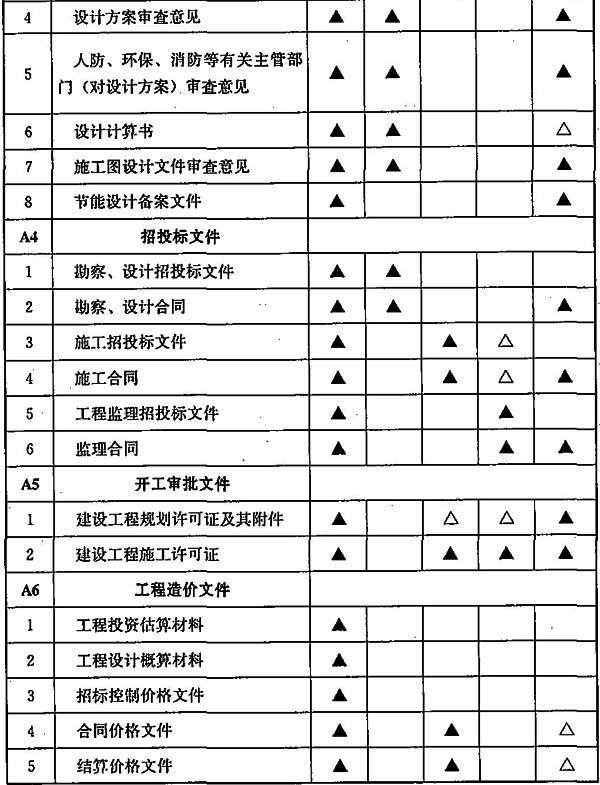 4 设计方案审查意见 ▲ ▲ ▲
5 人防、环保、消防等有关主管部
门（对设计方案）审查意见 ▲ ▲ ▲
6 设计计算书 ▲ ▲ △
7 施工图设计文件审查意见 ▲ ▲ ▲
8 节能设计备案文件 ▲ ▲
A4 招投标文件
1 勘察、设计招投标文件 ▲ ▲
2 勘察、设计合同 ▲ ▲ ▲
3 施工招投标文件 ▲ ▲ △
4 施工合同 ▲ ▲ △ ▲
5 工程监理招投标文件 ▲ ▲
6 监理合同 ▲ ▲ ▲
A5 开工审批文件
1 建设工程规划许可证及其附件 ▲ △ △ ▲
2 建设工程施工许可证 ▲ ▲ ▲ ▲
A6 工程造价文件
1 工程投资估算材料 ▲
2 工程设计概算材料 ▲
3 招标控制价格文件 ▲
4 合同价格文件 ▲ ▲ △
5 结算价格文件 ▲ ▲ △